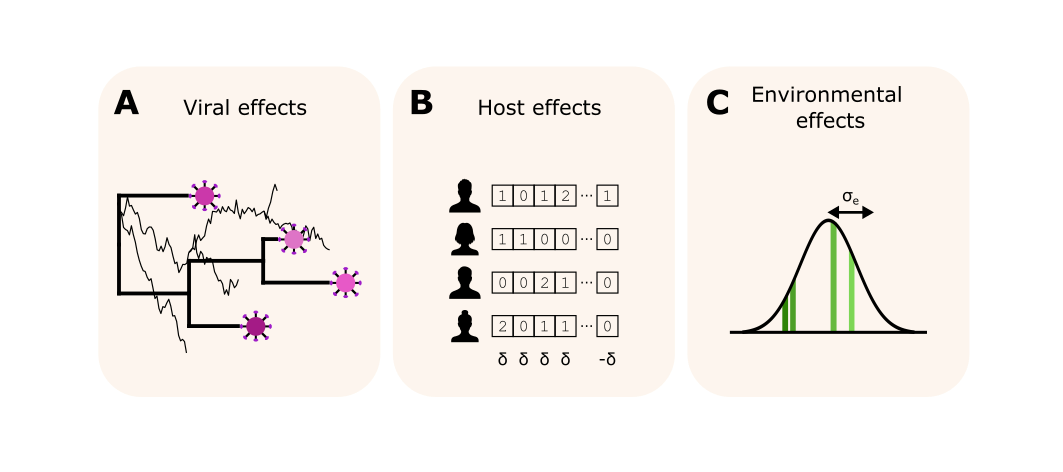 A Viral effects
B Host effects
C Environmental
effects
1 0 1 2 ... 1
1 1 0 0 ... 0
0 0 2 1 ... 0
2 0 1 1 ... 0
δ δ δ δ -δ
σe